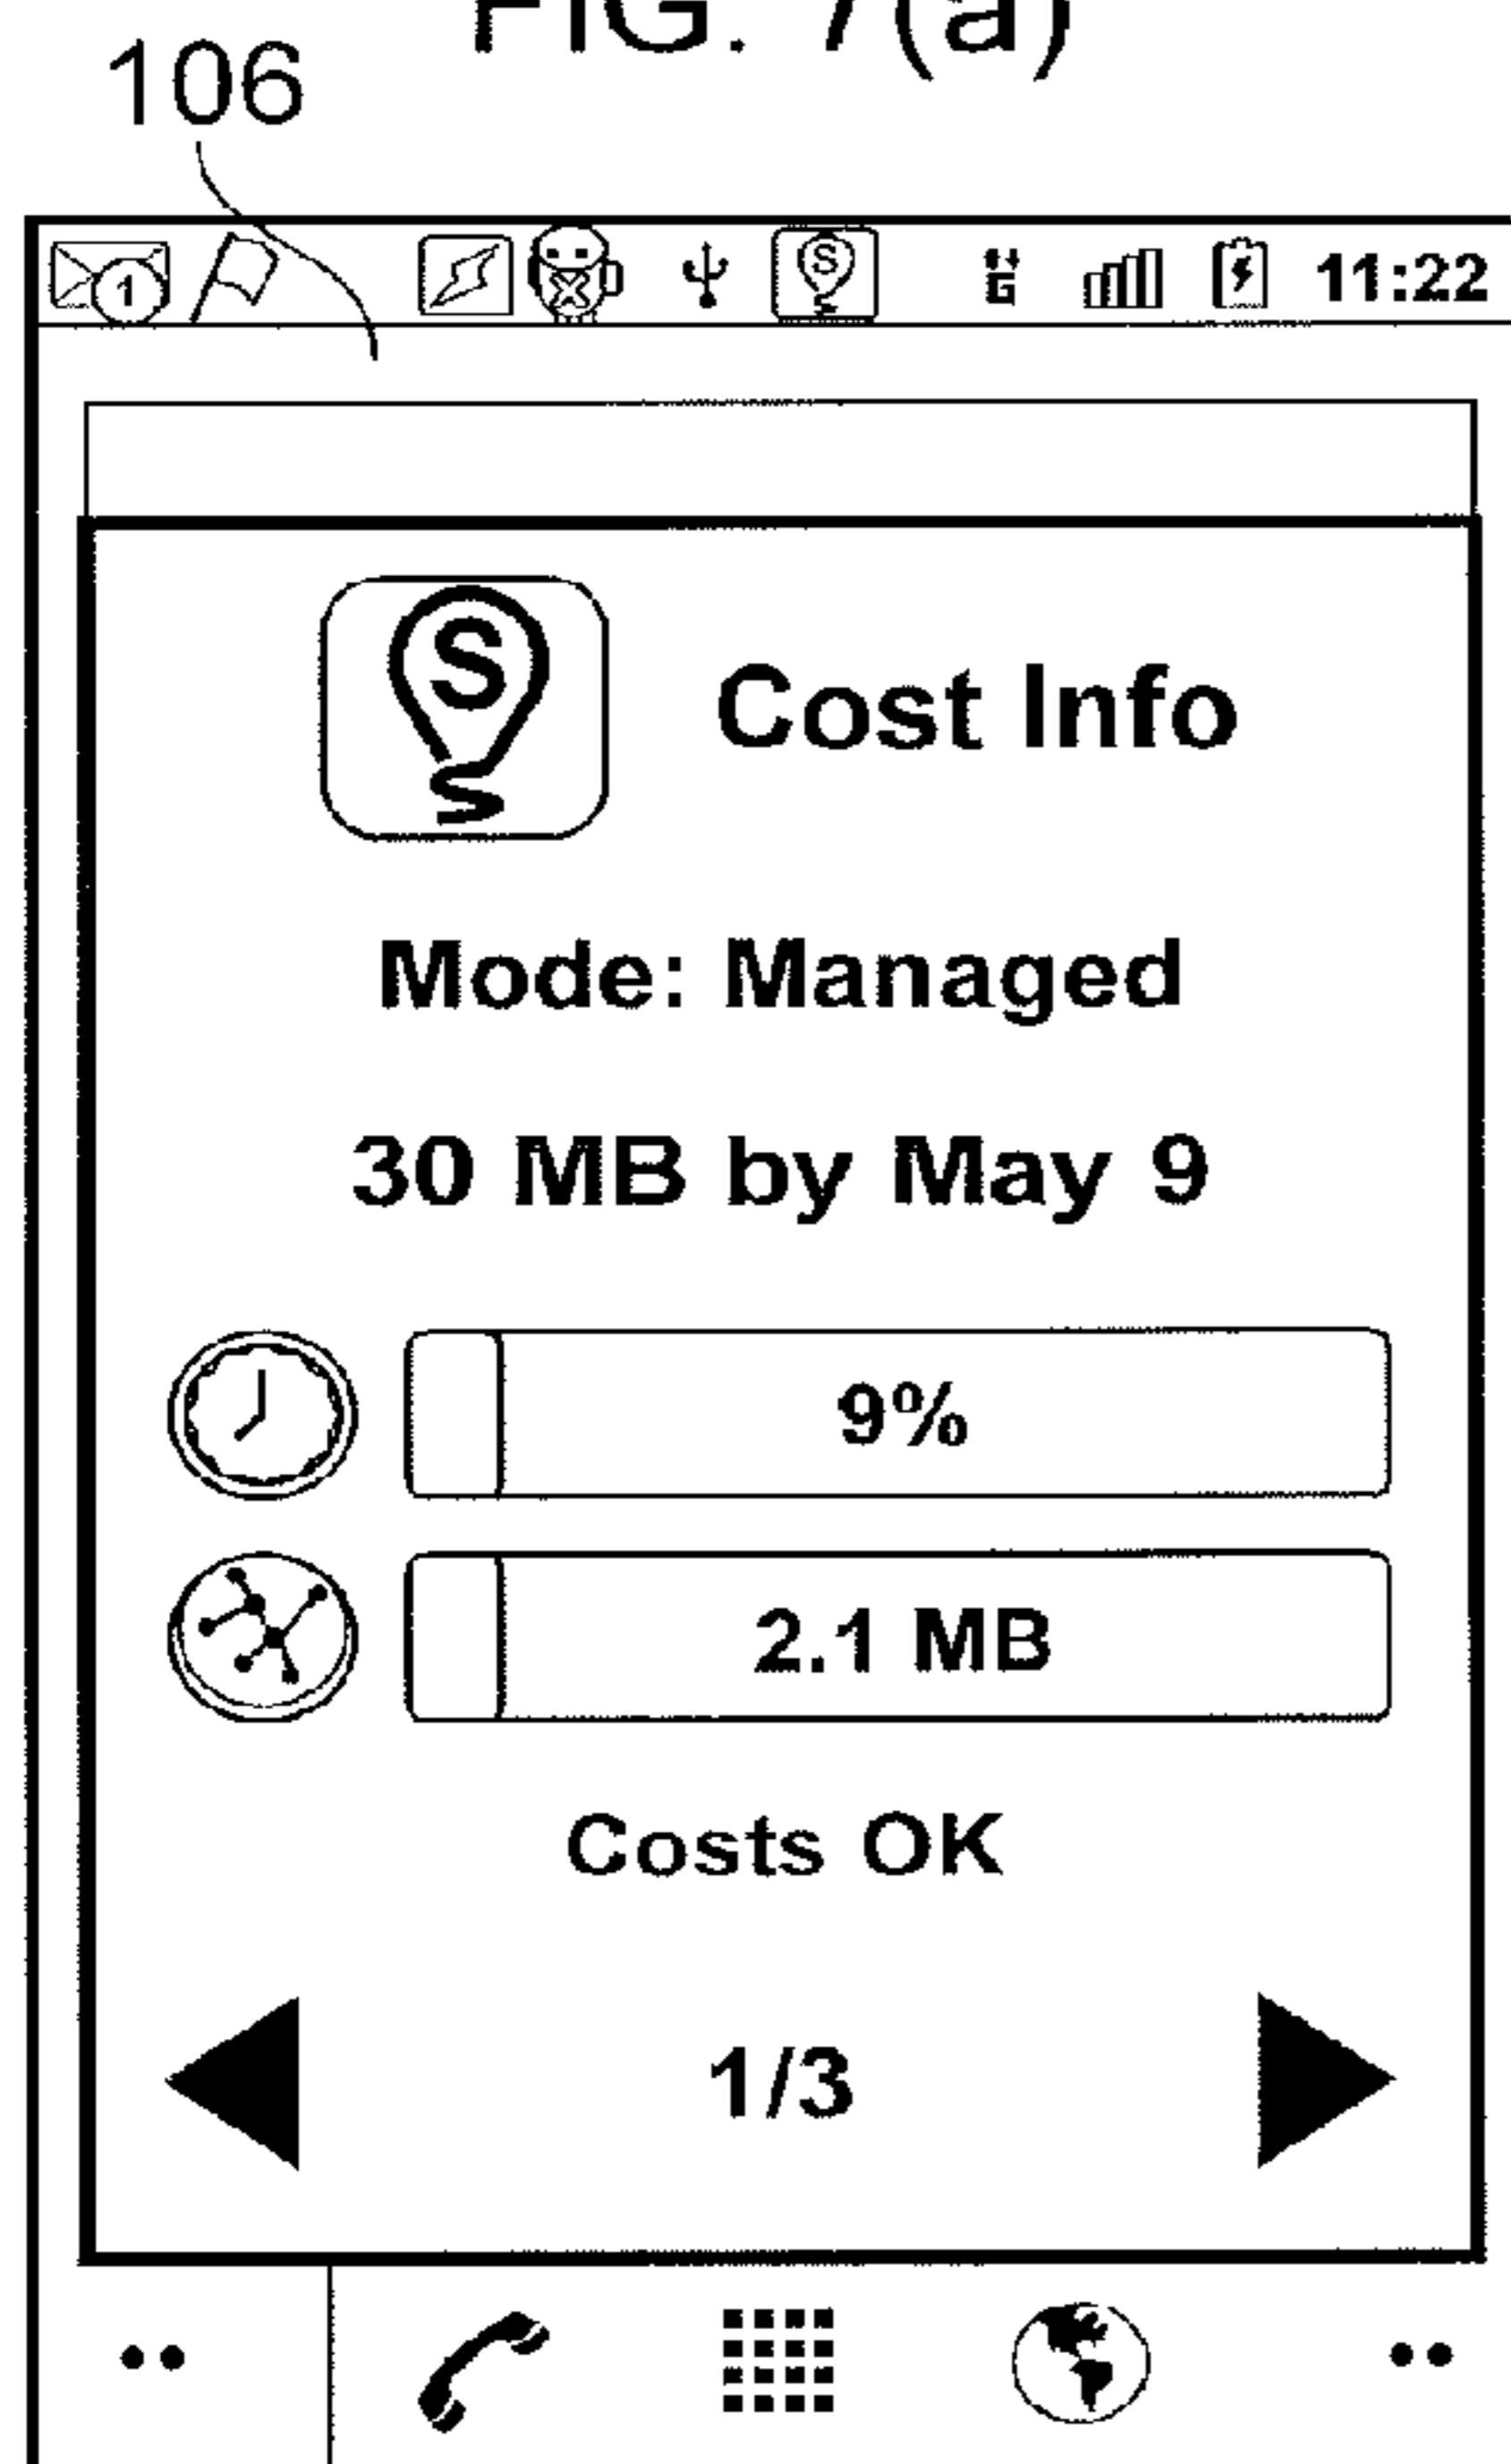 FIG. 7(a)
106
1 S G 11:22
S Cost Info
Mode: Managed
30 MB by May 9
9%
2.1 MB
Costs OK
1/3